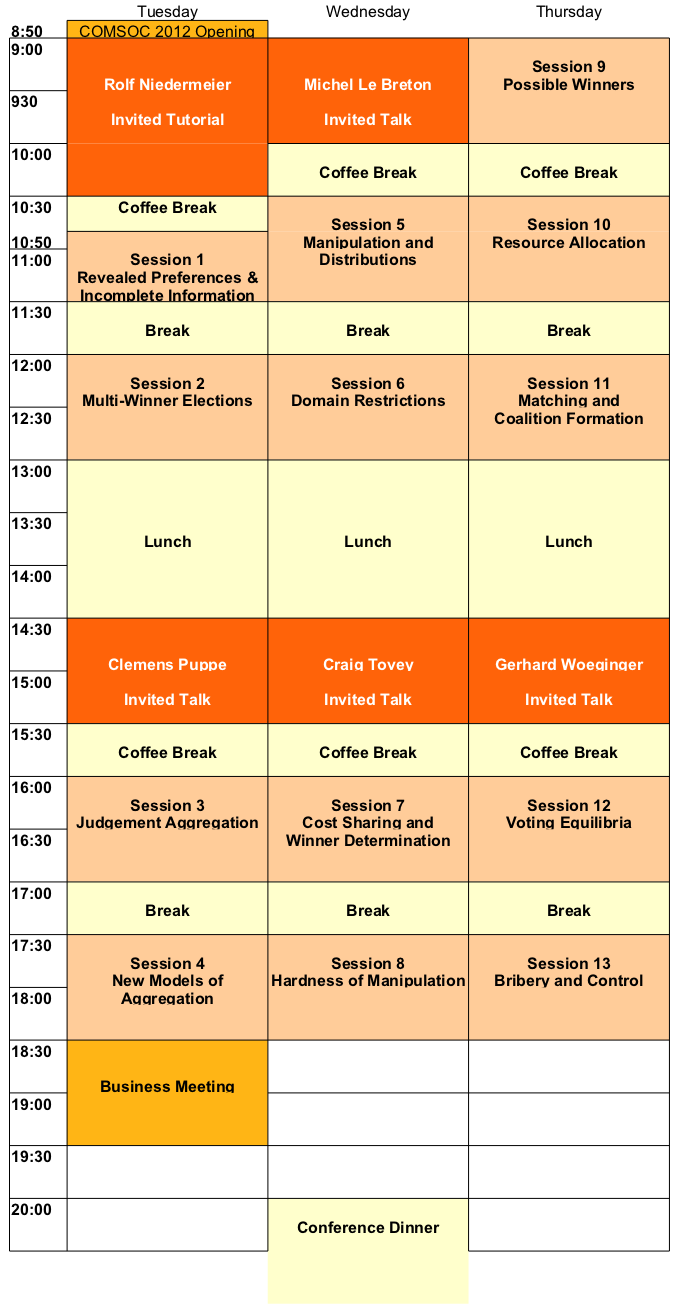 Tuesday Wednesday Thursday
8:50 COMSOC 2012 Opening
9:00
Session 9
Rolf Niedermeier Michel Le Breton Possible Winners
930
Invited Tutorial Invited Talk
10:00
Coffee Break Coffee Break
10:30 Coffee Break
Session 5 Session 10
10:50 Manipulation and Resource Allocation
11:00 Session 1 Distributions
Revealed Preferences &
Incomplete Information
11:30
Break Break Break
12:00
Session 2 Session 6 Session 11
Multi-Winner Elections Domain Restrictions Matching and
12:30 Coalition Formation
13:00
13:30
Lunch Lunch Lunch
14:00
14:30
Clemens Puppe Craig Tovey Gerhard Woeginger
15:00
Invited Talk Invited Talk Invited Talk
15:30
Coffee Break Coffee Break Coffee Break
16:00
Session 3 Session 7 Session 12
Judgement Aggregation Cost Sharing and Voting Equilibria
16:30 Winner Determination
17:00
Break Break Break
17:30
Session 4 Session 8 Session 13
New Models of Hardness of Manipulation Bribery and Control
18:00 Aggregation
18:30
Business Meeting
19:00
19:30
20:00
Conference Dinner